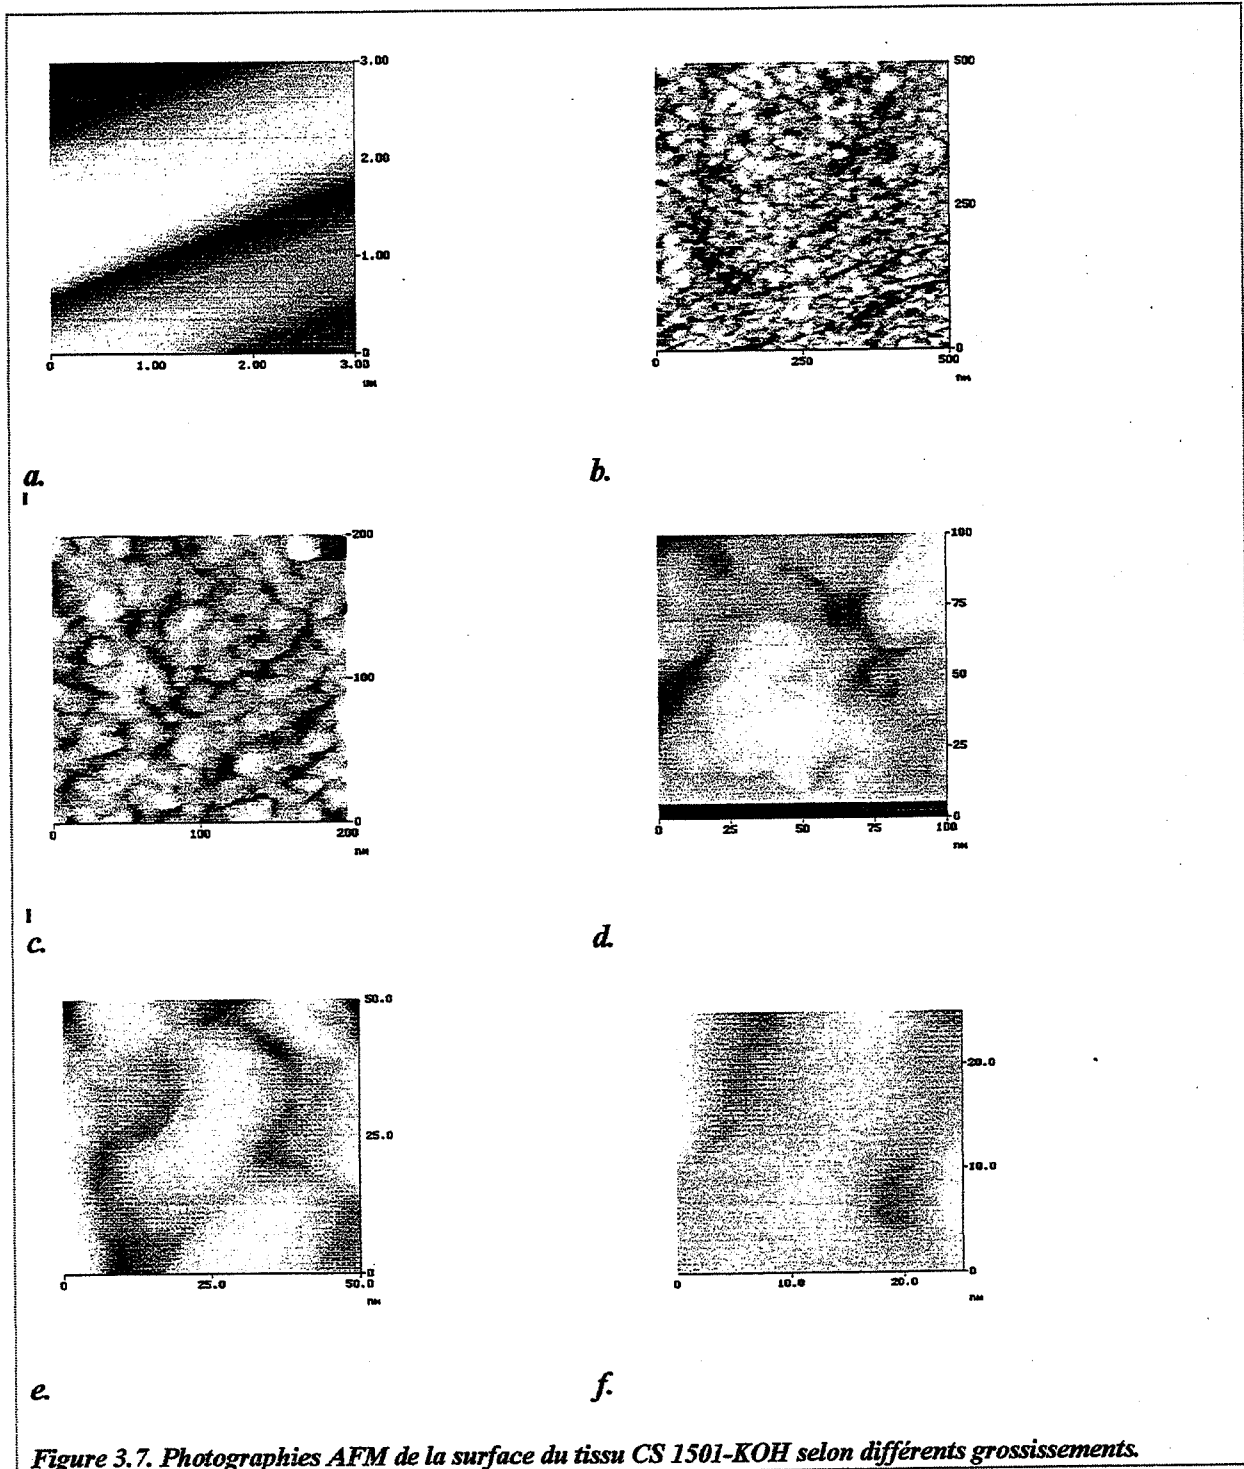 3.00
2.00
1.00
0
0 1.00 2.00 3.00
µm
500
250
0
0 250 500
nm
a.
b.
200
100
0
0 100 200
nm
100
75
50
25
0
0 25 50 75 100
nm
c.
d.
50.0
25.0
0
0 25.0 50.0
nm
20.0
10.0
0
0 10.0 20.0
nm
e.
f.
Figure 3.7. Photographies AFM de la surface du tissu CS 1501-KOH selon différents grossissements.